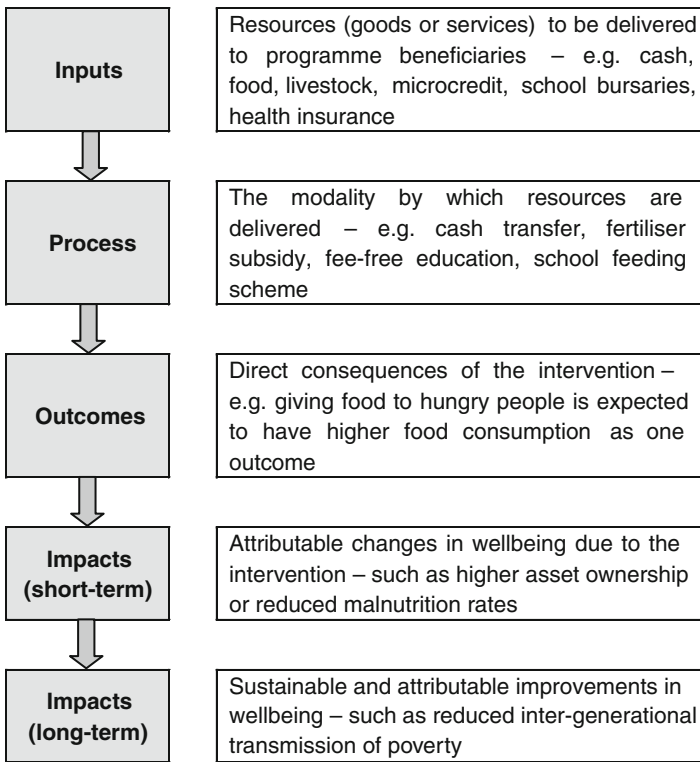 Inputs
Resources (goods or services) to be delivered
to programme beneficiaries – e.g. cash,
food, livestock, microcredit, school bursaries,
health insurance
Process
The modality by which resources are
delivered – e.g. cash transfer, fertiliser
subsidy, fee-free education, school feeding
scheme
Outcomes
Direct consequences of the intervention –
e.g. giving food to hungry people is expected
to have higher food consumption as one
outcome
Impacts
(short-term)
Attributable changes in wellbeing due to the
intervention – such as higher asset ownership
or reduced malnutrition rates
Impacts
(long-term)
Sustainable and attributable improvements in
wellbeing – such as reduced inter-generational
transmission of poverty